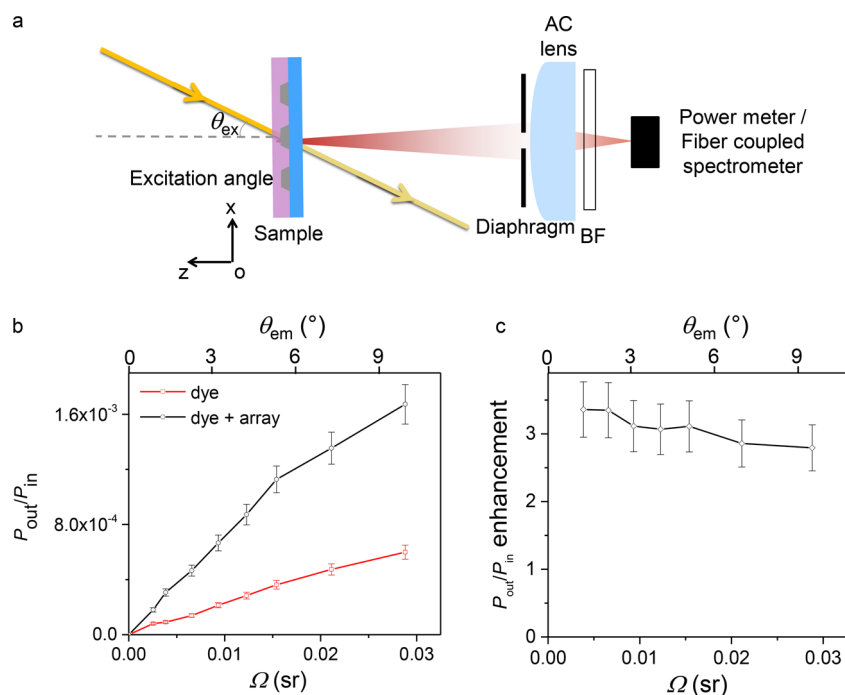 a
AC
lens
θex
Power meter /
Fiber coupled
spectrometer
Excitation angle
x
Sample
Diaphragm
BF
z
o
b
θem (°)
0
3
6
9
dye
dye + array
1.6x10⁻³
8.0x10⁻⁴
0.0
Pout/Pin
0.00
0.01
0.02
0.03
Ω (sr)
c
θem (°)
0
3
6
9
3
2
1
0
Pout/Pin enhancement
0.00
0.01
0.02
0.03
Ω (sr)